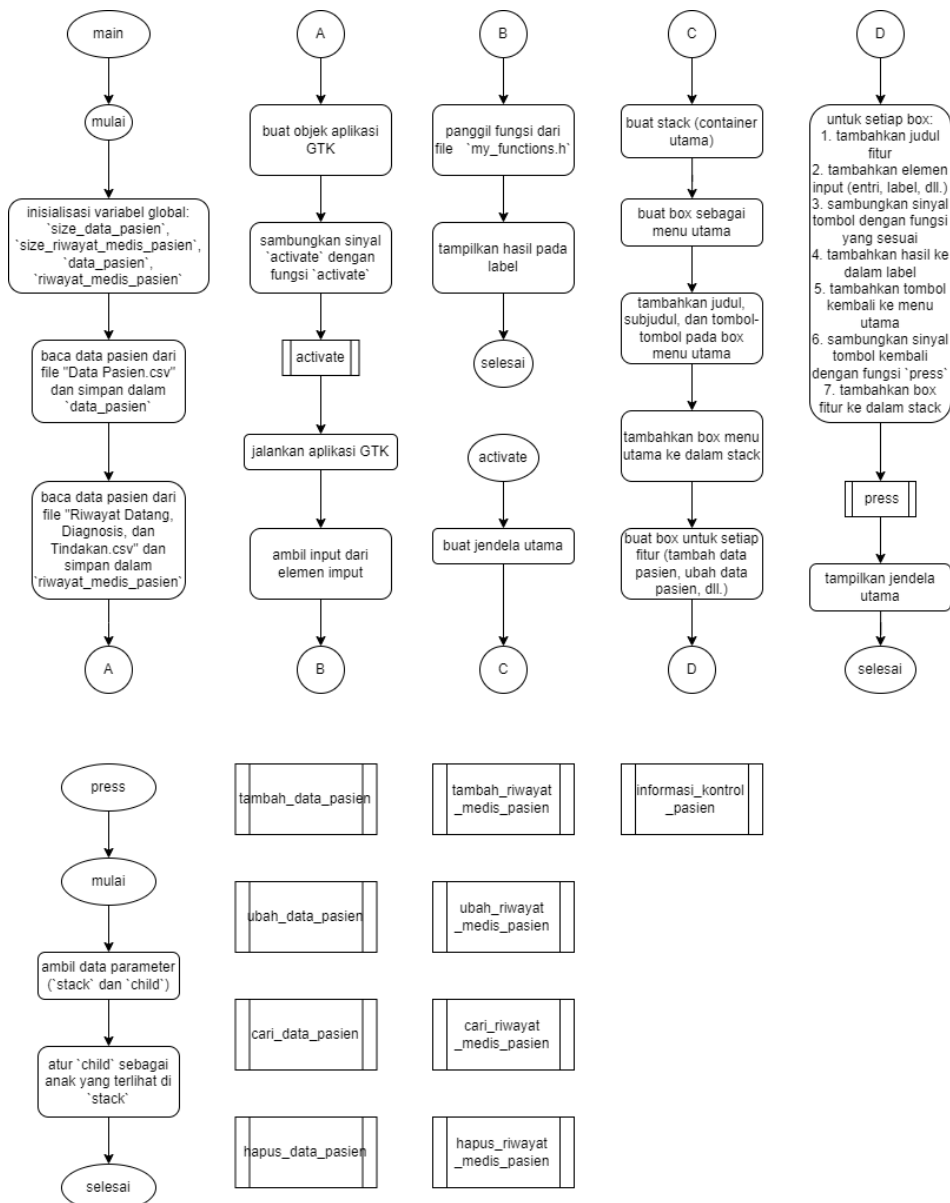 main
mulai
inisialisasi variabel global:
`size_data_pasien`,
`size_riwayat_medis_pasien`,
`data_pasien`,
`riwayat_medis_pasien`
baca data pasien dari
file "Data Pasien.csv"
dan simpan dalam
`data_pasien`
baca data pasien dari
file "Riwayat Datang,
Diagnosis, dan
Tindakan.csv" dan
simpan dalam
`riwayat_medis_pasien`
A
A
buat objek aplikasi
GTK
sambungkan sinyal
`activate` dengan
fungsi `activate`
activate
jalankan aplikasi GTK
ambil input dari
elemen imput
B
B
panggil fungsi dari
file `my_functions.h`
tampilkan hasil pada
label
selesai
activate
buat jendela utama
C
C
buat stack (container
utama)
buat box sebagai
menu utama
tambahkan judul,
subjudul, dan tombol-
tombol pada box
menu utama
tambahkan box menu
utama ke dalam stack
buat box untuk setiap
fitur (tambah data
pasien, ubah data
pasien, dll.)
D
D
untuk setiap box:
1. tambahkan judul
fitur
2. tambahkan elemen
input (entri, label, dll.)
3. sambungkan sinyal
tombol dengan fungsi
yang sesuai
4. tambahkan hasil ke
dalam label
5. tambahkan tombol
kembali ke menu
utama
6. sambungkan sinyal
tombol kembali
dengan fungsi `press`
7. tambahkan box
fitur ke dalam stack
press
tampilkan jendela
utama
selesai
press
mulai
ambil data parameter
(`stack` dan `child`)
atur `child` sebagai
anak yang terlihat di
`stack`
selesai
tambah_data_pasien
ubah_data_pasien
cari_data_pasien
hapus_data_pasien
tambah_riwayat
_medis_pasien
ubah_riwayat
_medis_pasien
cari_riwayat
_medis_pasien
hapus_riwayat
_medis_pasien
informasi_kontrol
_pasien